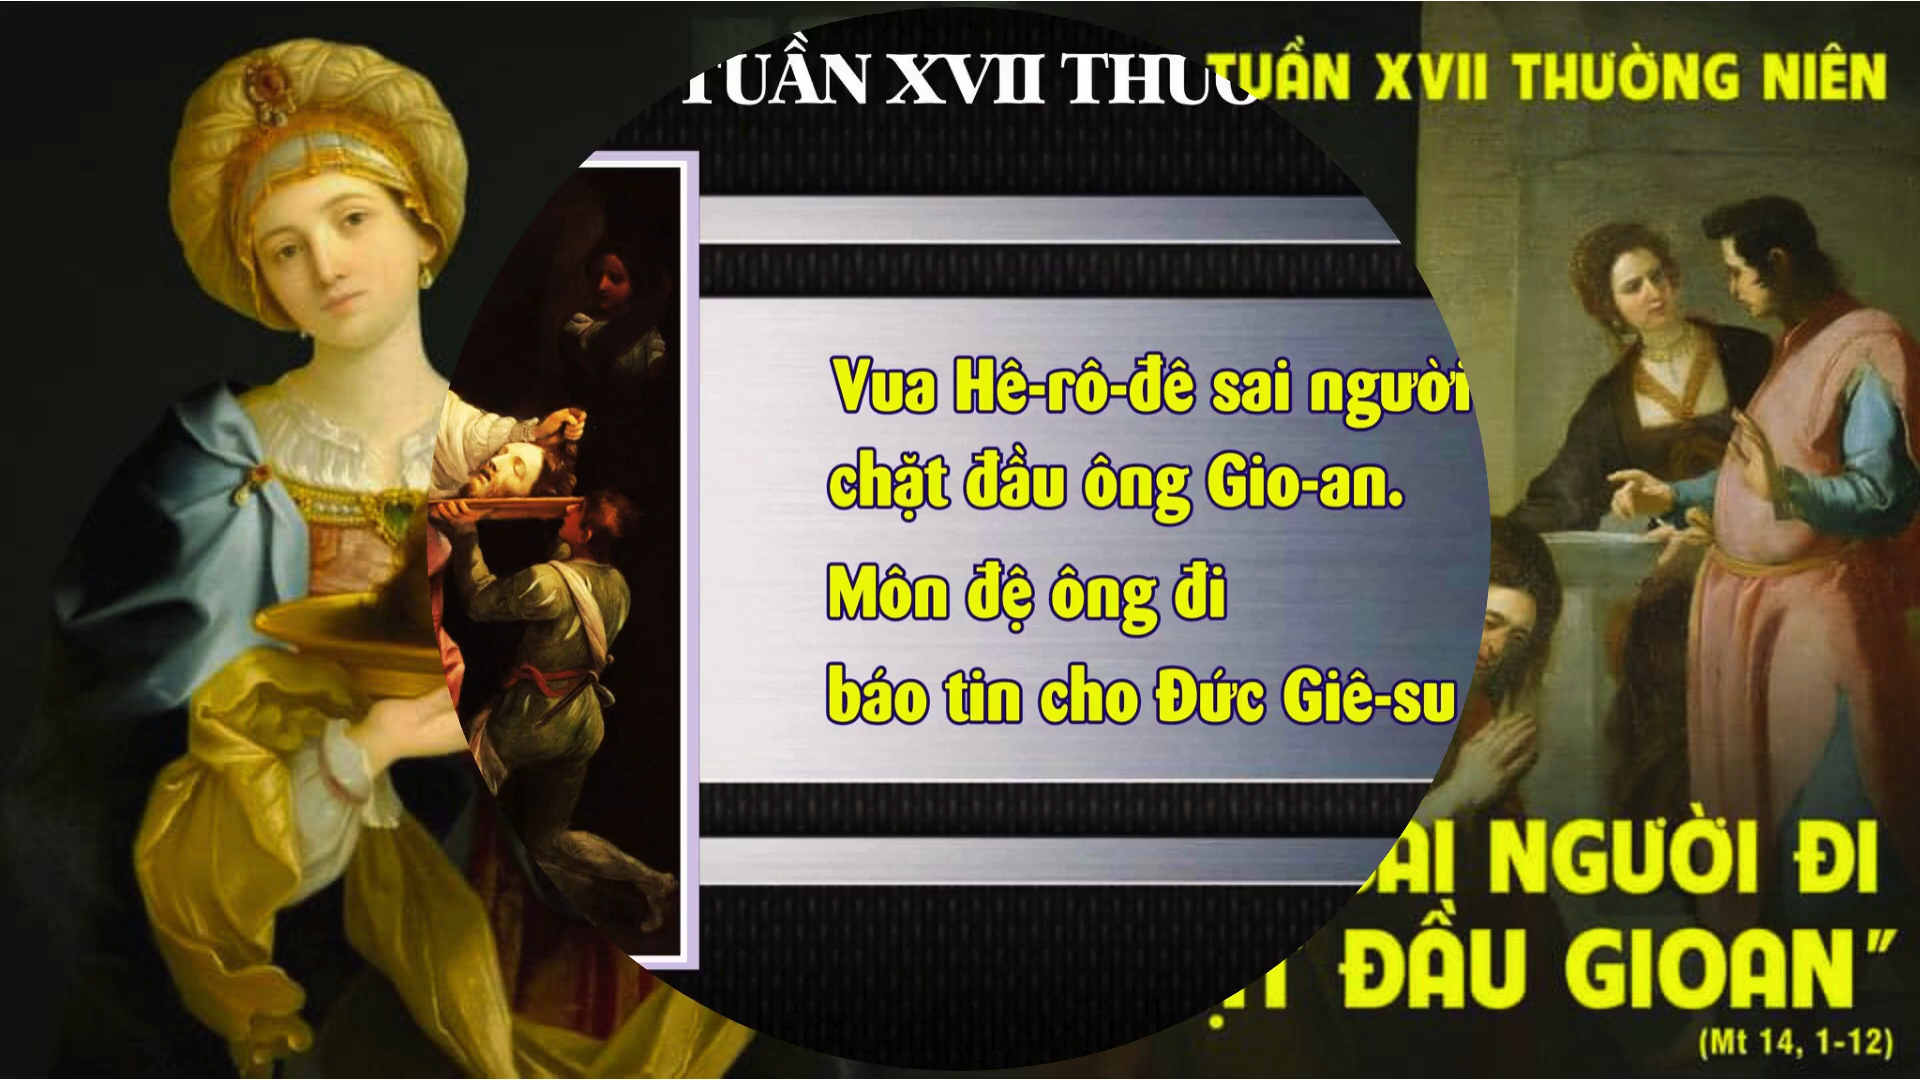 TUẦN XVII
TUẦN XVII THƯỜNG NIÊN
Vua Hê-rô-đê sai người
chặt đầu ông Gio-an.
Môn đệ ông đi
báo tin cho Đức Giê-su
NGƯỜI ĐI
ĐẦU GIOAN”
(Mt 14, 1-12)